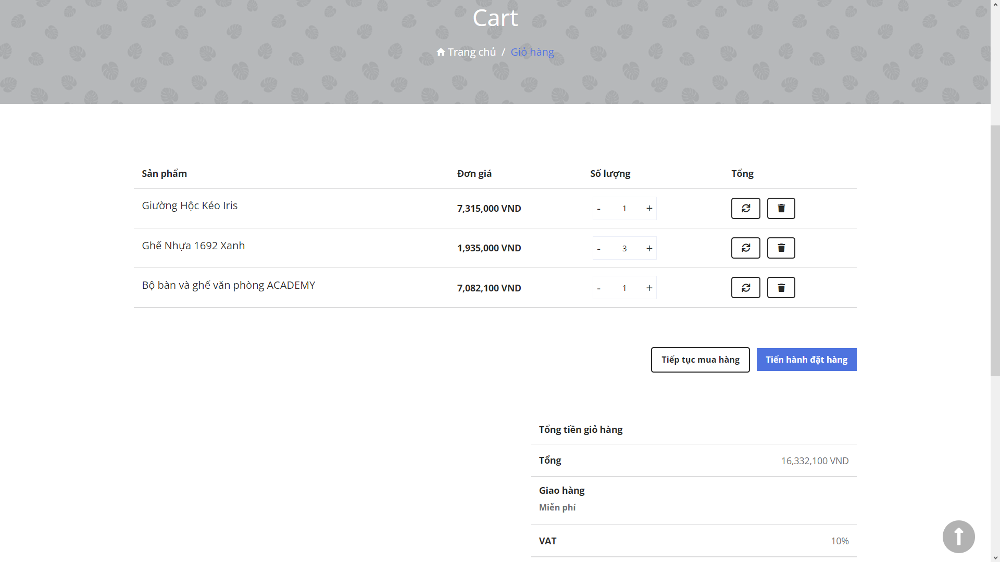 Cart
Trang chủ / Giỏ hàng
Sản phẩm Đơn giá Số lượng Tổng
Giường Hộc Kéo Iris 7,315,000 VND - 1 +
Ghế Nhựa 1692 Xanh 1,935,000 VND - 3 +
Bộ bàn và ghế văn phòng ACADEMY 7,082,100 VND - 1 +
Tiếp tục mua hàng Tiến hành đặt hàng
Tổng tiền giỏ hàng
Tổng 16,332,100 VND
Giao hàng
Miễn phí
VAT 10%